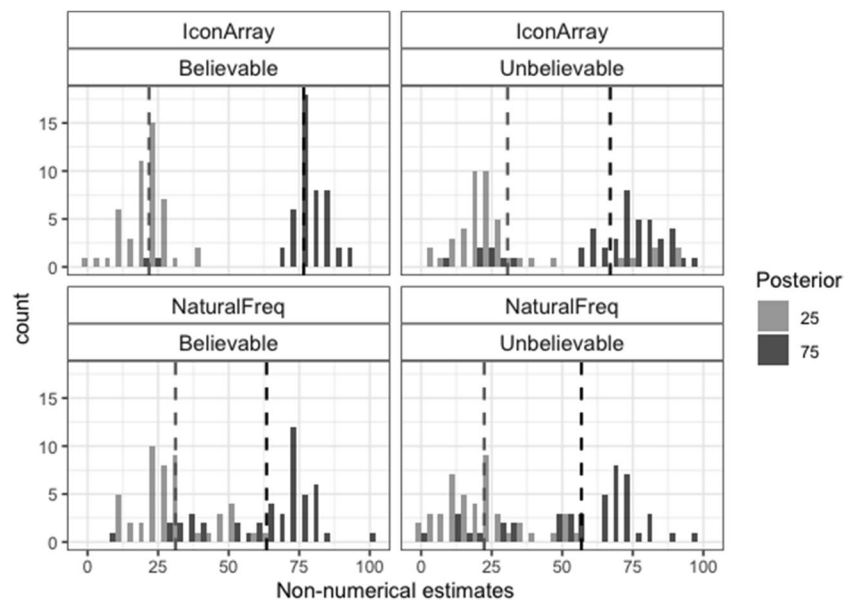 IconArray IconArray
Believable Unbelievable
15
10
5
0
NaturalFreq NaturalFreq
Believable Unbelievable
15
10
5
0
0 25 50 75 100 0 25 50 75 100
count
Non-numerical estimates
Posterior
25
75